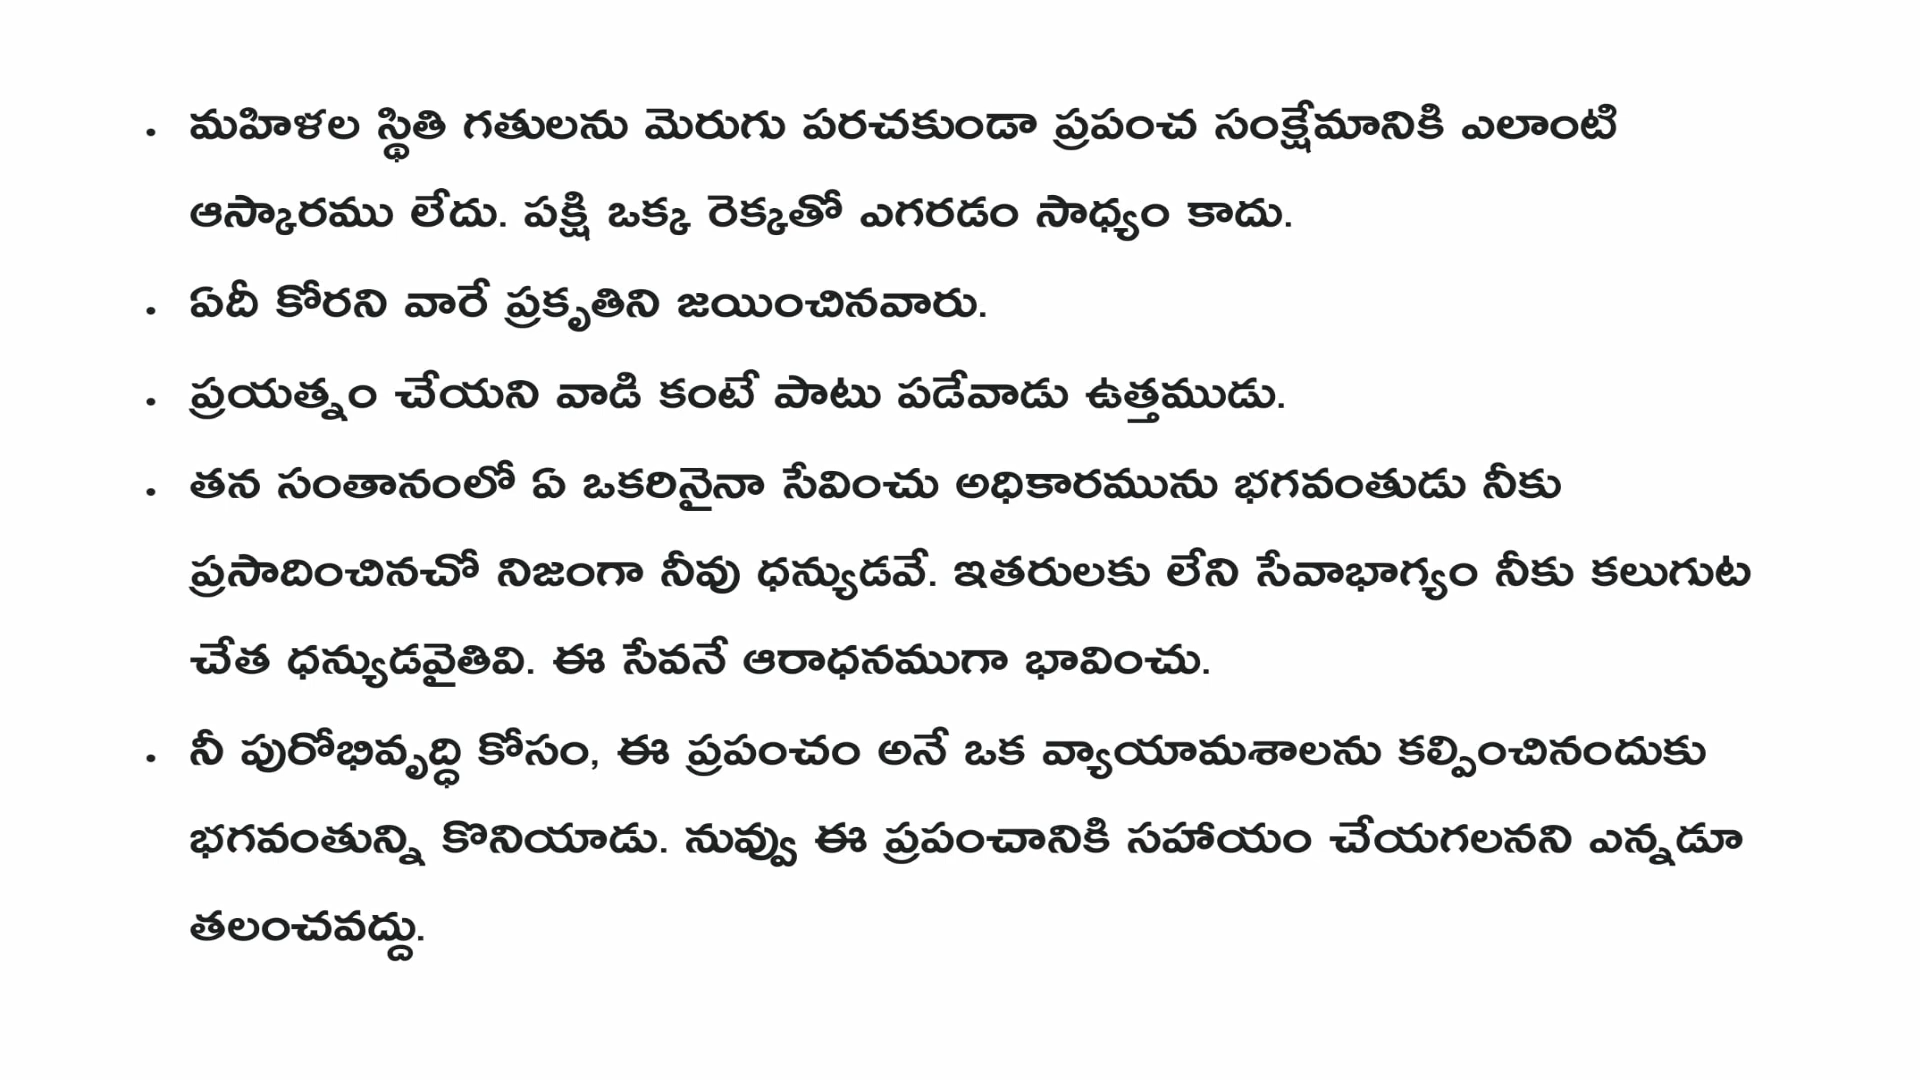 • మహిళల స్థితి గతులను మెరుగు పరచకుండా ప్రపంచ సంక్షేమానికి ఎలాంటి
ఆస్కారము లేదు. పక్షి ఒక్క రెక్కతో ఎగరడం సాధ్యం కాదు.
• ఏదీ కోరని వారే ప్రకృతిని జయించినవారు.
• ప్రయత్నం చేయని వాడి కంటే పాటు పడేవాడు ఉత్తముడు.
• తన సంతానంలో ఏ ఒకరినైనా సేవించు అధికారమును భగవంతుడు నీకు
ప్రసాదించినచో నిజంగా నీవు ధన్యుడవే. ఇతరులకు లేని సేవాభాగ్యం నీకు కలుగుట
చేత ధన్యుడవైతివి. ఈ సేవనే ఆరాధనముగా భావించు.
• నీ పురోభివృద్ధి కోసం, ఈ ప్రపంచం అనే ఒక వ్యాయామశాలను కల్పించినందుకు
భగవంతున్ని కొనియాడు. నువ్వు ఈ ప్రపంచానికి సహాయం చేయగలనని ఎన్నడూ
తలంచవద్దు.